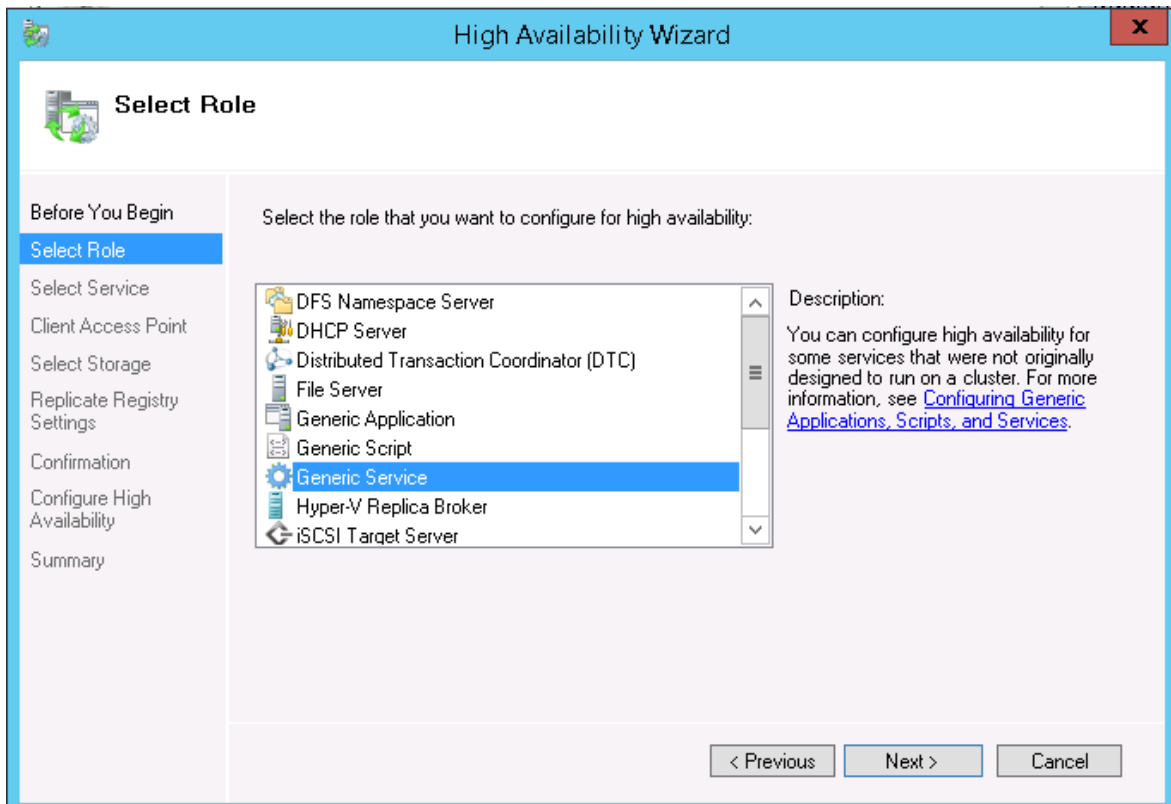 High Availability Wizard
x
Select Role
Before You Begin
Select Role
Select Service
Client Access Point
Select Storage
Replicate Registry
Settings
Confirmation
Configure High
Availability
Summary
Select the role that you want to configure for high availability:
DFS Namespace Server
DHCP Server
Distributed Transaction Coordinator (DTC)
File Server
Generic Application
Generic Script
Generic Service
Hyper-V Replica Broker
iSCSI Target Server
Description:
You can configure high availability for
some services that were not originally
designed to run on a cluster. For more
information, see Configuring Generic
Applications, Scripts, and Services.
< Previous
Next >
Cancel